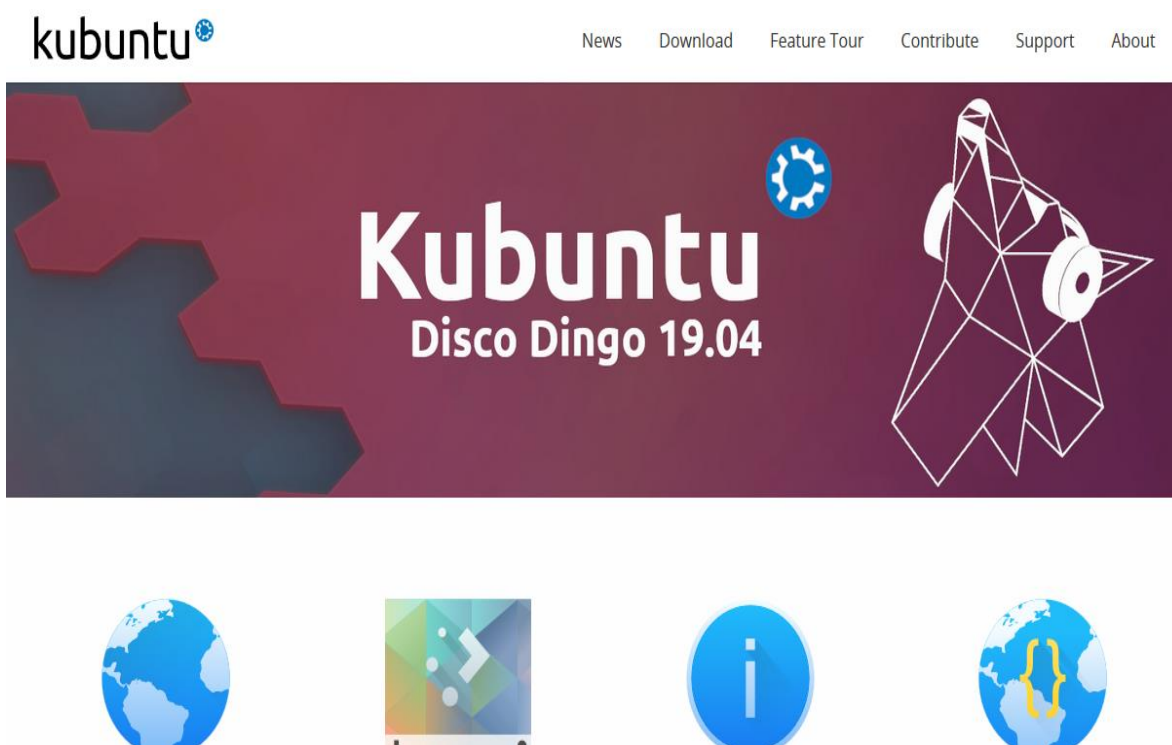 kubuntu
News Download Feature Tour Contribute Support About
Kubuntu
Disco Dingo 19.04
i
{}